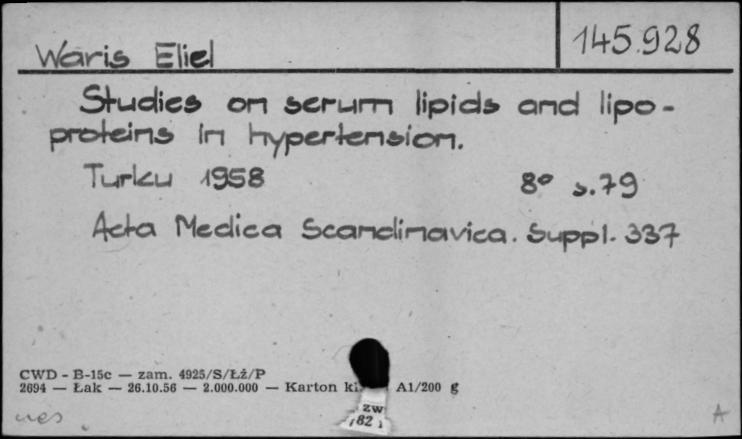 Waris Eliel 145.928
Studies on serum lipids and lipo-
proteins in hypertension.
Turku 1958 8° s.79
Acta Medica Scandinavica. Suppl. 337
CWD - B-15c — zam. 4925/S/Łż/P
2694 — Łak — 26.10.56 — 2.000.000 — Karton A1/200 g
zw
82
A